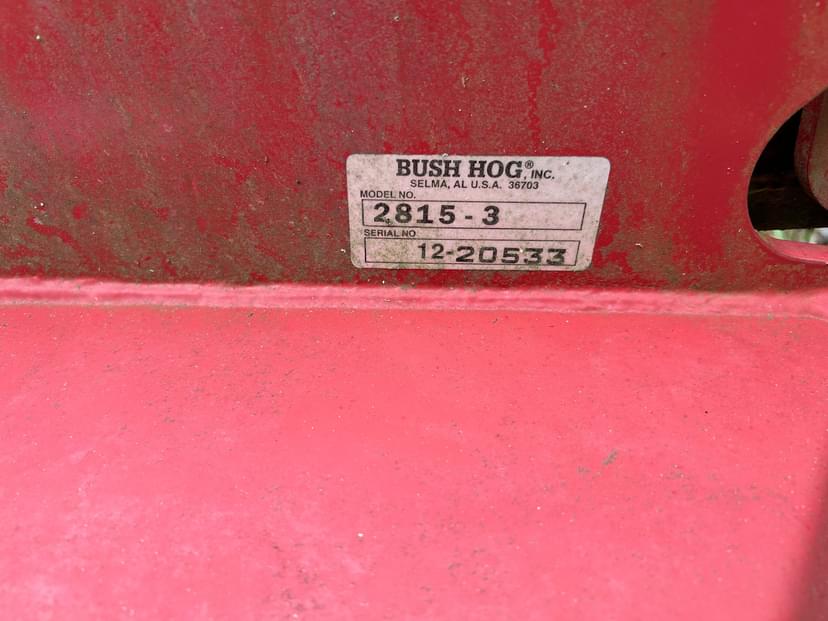 BUSH HOG®, INC.
SELMA, AL U.S.A. 36703
MODEL NO.
2815-3
SERIAL NO
12-20533